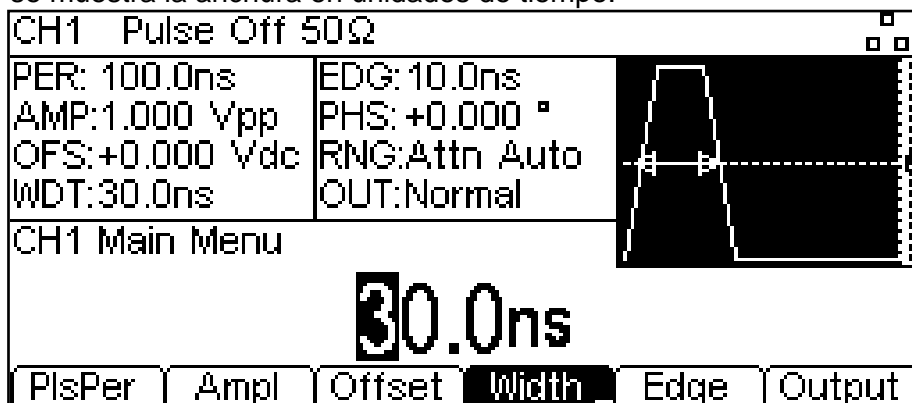 se muestra la anchura en unidades de tiempo.
CH1 Pulse Off 50Ω
PER: 100.0ns
AMP:1.000 Vpp
OFS:+0.000 Vdc
WDT:30.0ns
EDG:10.0ns
PHS:+0.000 °
RNG:Attn Auto
OUT:Normal
CH1 Main Menu
30.0ns
PlsPer Ampl Offset Width Edge Output